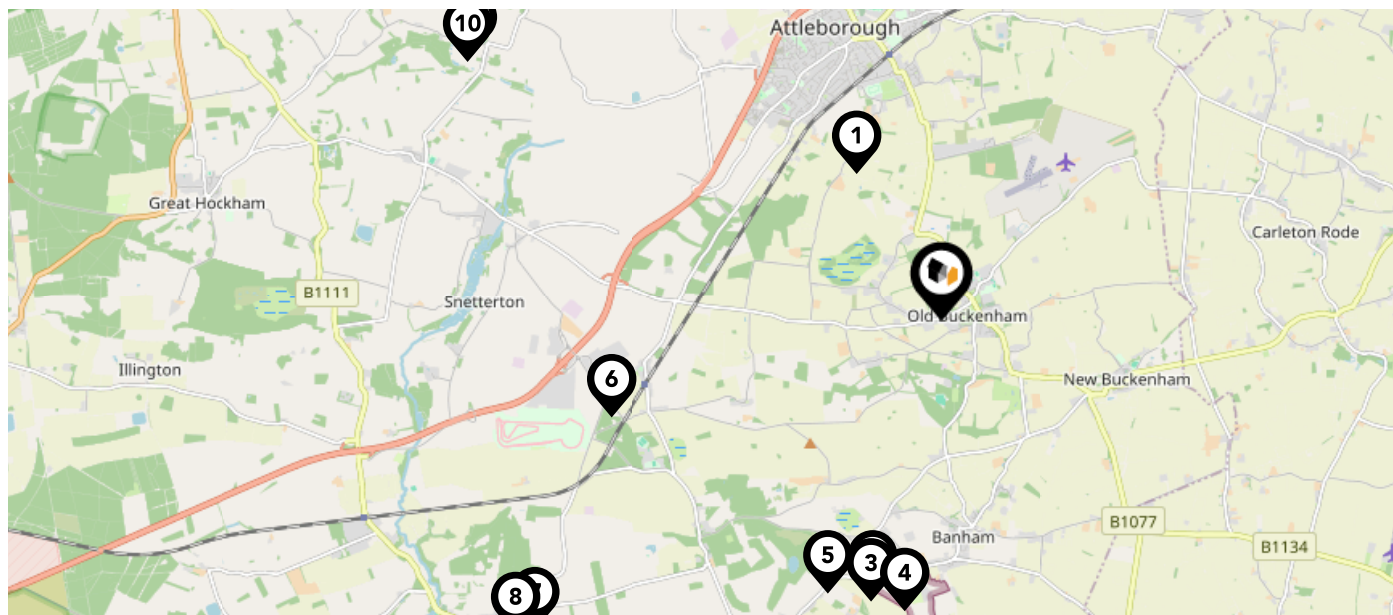 10
Attleborough
1
Great Hockham
Carleton Rode
B1111
Snetterton
Old Buckenham
Illington
6
New Buckenham
B1077
Banham
B1134
5
3
4
8